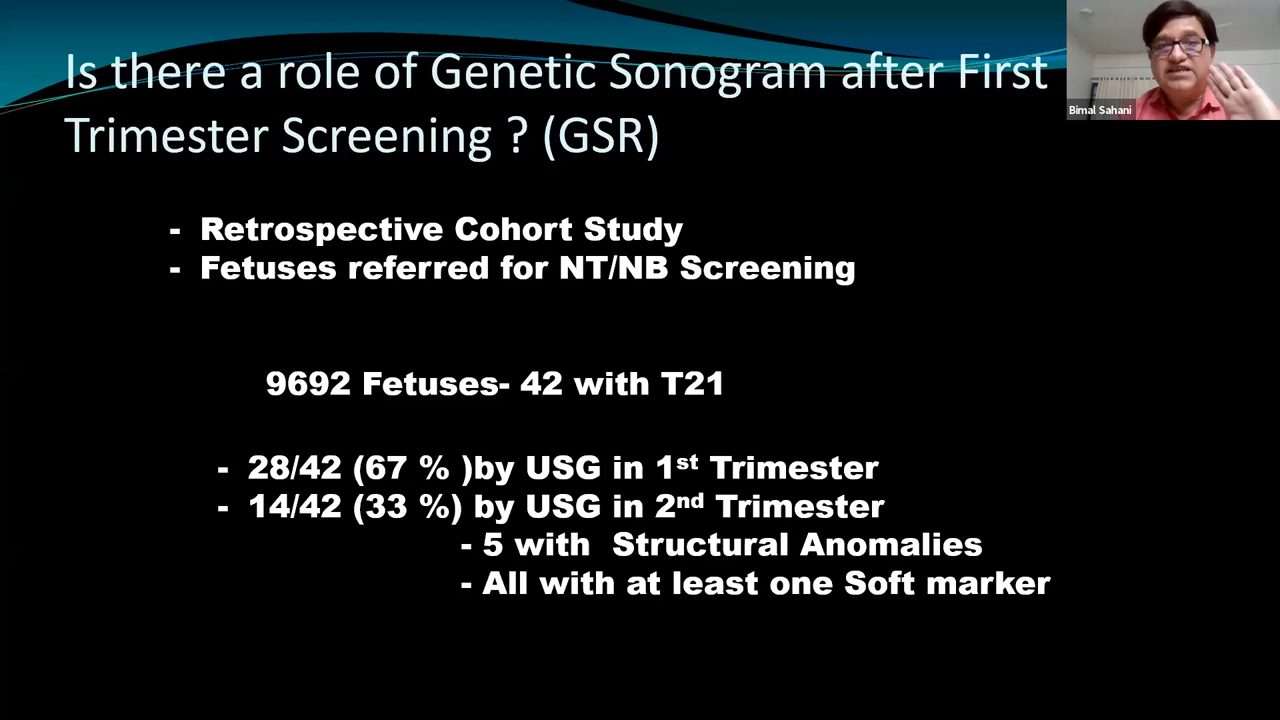 Is there a role of Genetic Sonogram after First
Trimester Screening ? (GSR)
Bimal Sahani
- Retrospective Cohort Study
- Fetuses referred for NT/NB Screening
9692 Fetuses- 42 with T21
- 28/42 (67 % )by USG in 1st Trimester
- 14/42 (33 %) by USG in 2nd Trimester
- 5 with Structural Anomalies
- All with at least one Soft marker